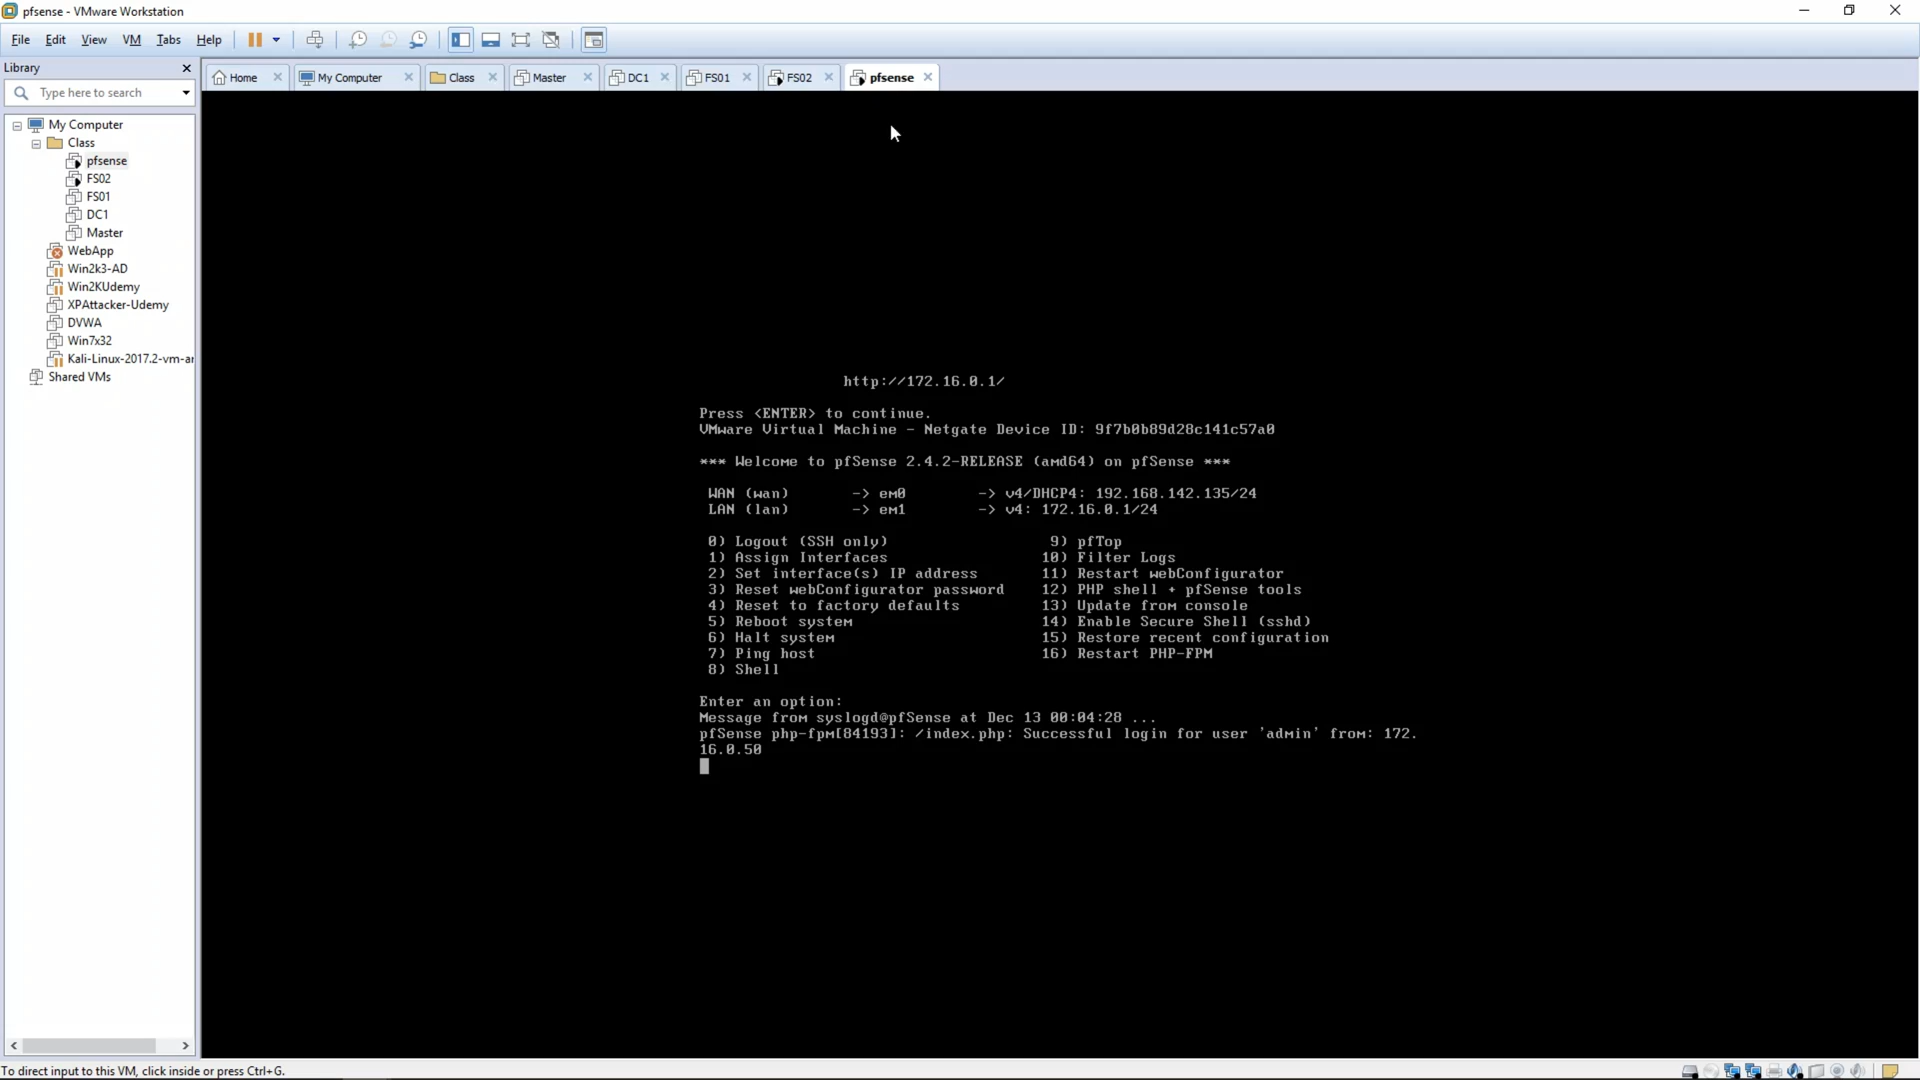 pfsense - VMware Workstation
File Edit View VM Tabs Help
Library
Home My Computer Class Master DC1 FS01 FS02 pfsense
Type here to search
My Computer
Class
pfsense
FS02
FS01
DC1
Master
WebApp
Win2k3-AD
Win2KUdemy
XPAttacker-Udemy
DVWA
Win7x32
Kali-Linux-2017.2-vm-ar
Shared VMs
http://172.16.0.1/
Press <ENTER> to continue.
VMware Virtual Machine - Netgate Device ID: 9f7b0b89d28c141c57a0
*** Welcome to pfSense 2.4.2-RELEASE (amd64) on pfSense ***
WAN (wan) -> em0 -> v4/DHCP4: 192.168.142.135/24
LAN (lan) -> em1 -> v4: 172.16.0.1/24
0) Logout (SSH only) 9) pfTop
1) Assign Interfaces 10) Filter Logs
2) Set interface(s) IP address 11) Restart webConfigurator
3) Reset webConfigurator password 12) PHP shell + pfSense tools
4) Reset to factory defaults 13) Update from console
5) Reboot system 14) Enable Secure Shell (sshd)
6) Halt system 15) Restore recent configuration
7) Ping host 16) Restart PHP-FPM
8) Shell
Enter an option:
Message from syslogd@pfSense at Dec 13 00:04:28 ...
pfSense php-fpm[84193]: /index.php: Successful login for user 'admin' from: 172.
16.0.50
To direct input to this VM, click inside or press Ctrl+G.